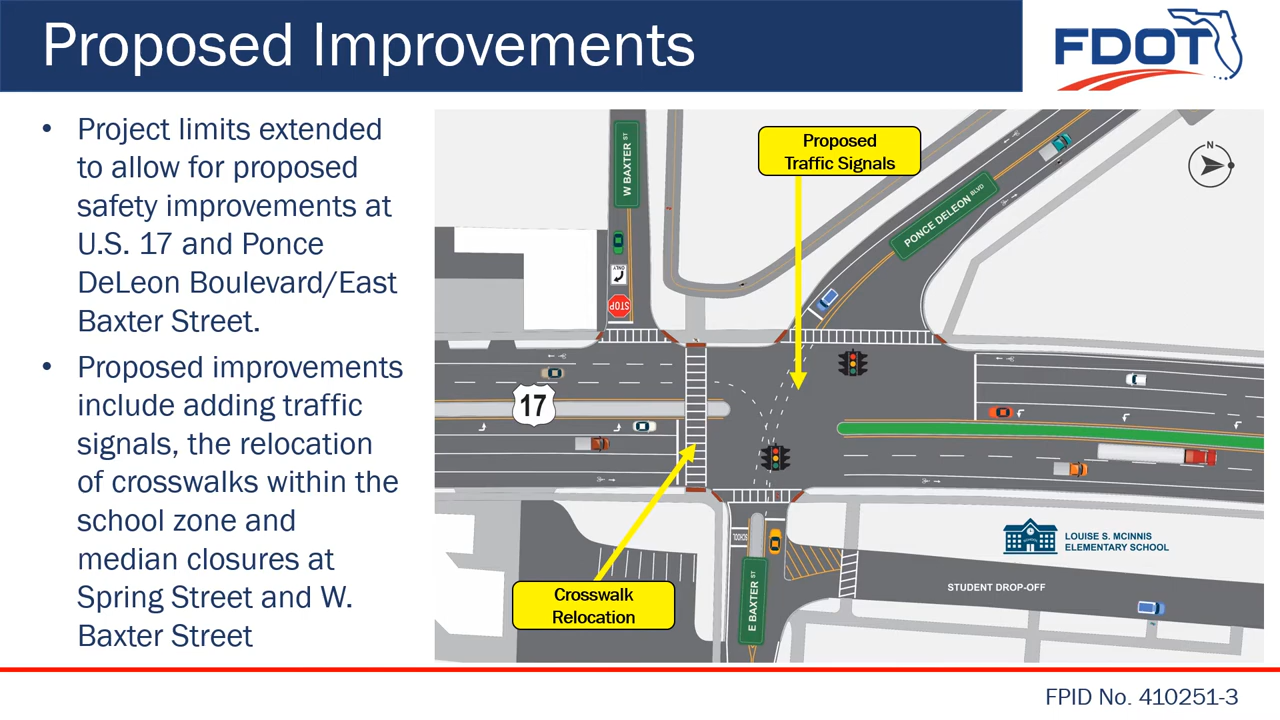 Proposed Improvements
FDOT
• Project limits extended
to allow for proposed
safety improvements at
U.S. 17 and Ponce
DeLeon Boulevard/East
Baxter Street.
• Proposed improvements
include adding traffic
signals, the relocation
of crosswalks within the
school zone and
median closures at
Spring Street and W.
Baxter Street
Proposed
Traffic Signals
N
W BAXTER ST
PONCE DELEON BLVD
ONLY
STOP
17
SCHOOL
E BAXTER ST
LOUISE S. MCINNIS
ELEMENTARY SCHOOL
STUDENT DROP-OFF
Crosswalk
Relocation
FPID No. 410251-3